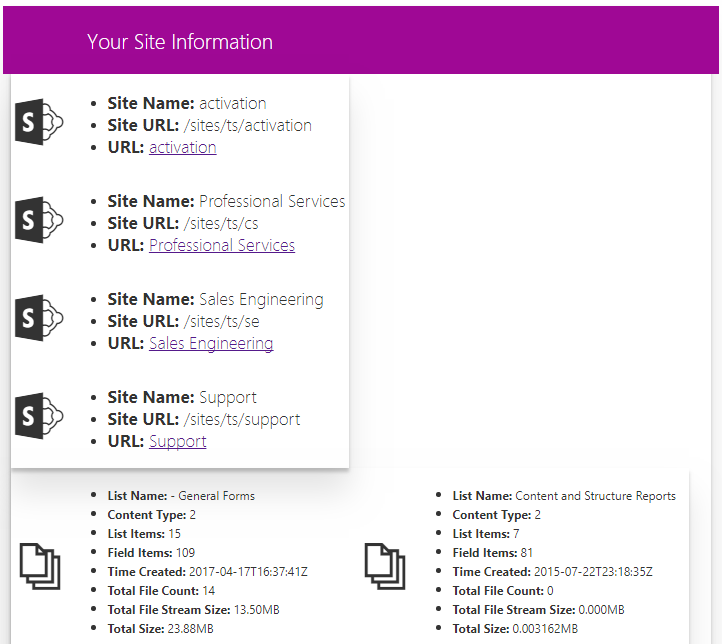 Your Site Information
S
Site Name: activation
Site URL: /sites/ts/activation
URL: activation
S
Site Name: Professional Services
Site URL: /sites/ts/cs
URL: Professional Services
S
Site Name: Sales Engineering
Site URL: /sites/ts/se
URL: Sales Engineering
S
Site Name: Support
Site URL: /sites/ts/support
URL: Support
List Name: - General Forms
Content Type: 2
List Items: 15
Field Items: 109
Time Created: 2017-04-17T16:37:41Z
Total File Count: 14
Total File Stream Size: 13.50MB
Total Size: 23.88MB
List Name: Content and Structure Reports
Content Type: 2
List Items: 7
Field Items: 81
Time Created: 2015-07-22T23:18:35Z
Total File Count: 0
Total File Stream Size: 0.000MB
Total Size: 0.003162MB